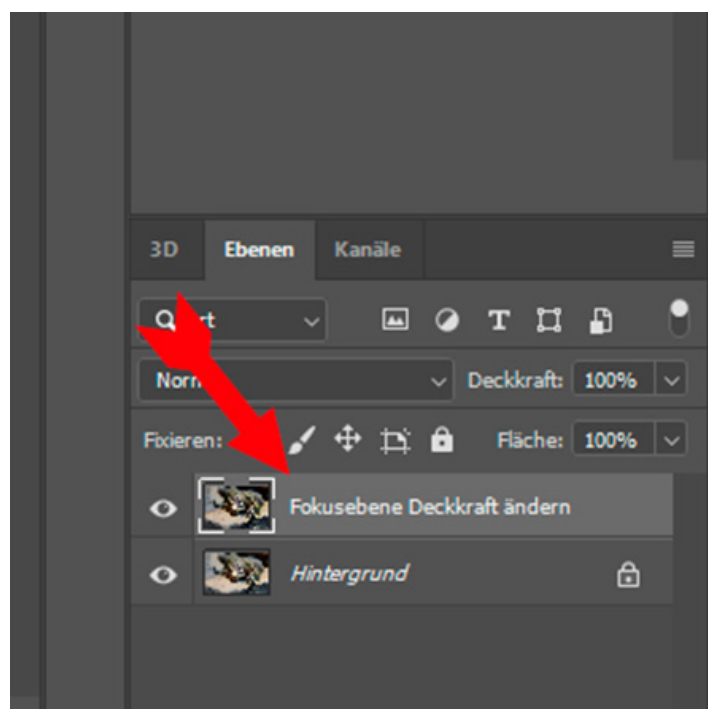 3D Ebenen Kanäle
Deckkraft: 100%
Fixieren: Fläche: 100%
Fokusebene Deckkraft ändern
Hintergrund